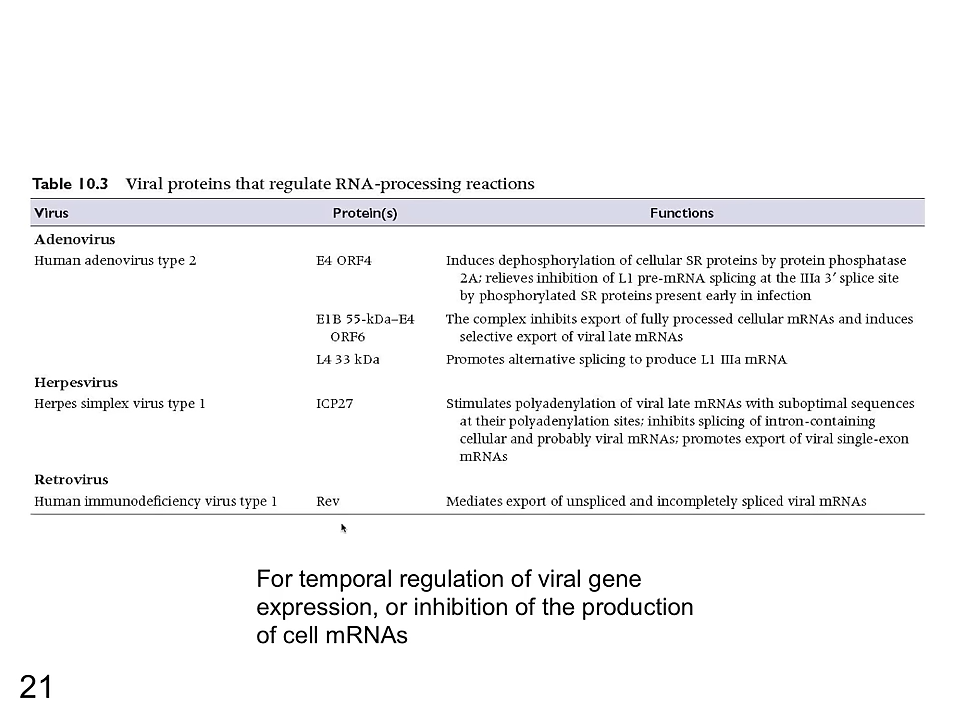 Table 10.3 Viral proteins that regulate RNA-processing reactions
Virus Protein(s) Functions
Adenovirus
Human adenovirus type 2 E4 ORF4 Induces dephosphorylation of cellular SR proteins by protein phosphatase
2A; relieves inhibition of L1 pre-mRNA splicing at the IIIa 3′ splice site
by phosphorylated SR proteins present early in infection
E1B 55-kDa–E4 The complex inhibits export of fully processed cellular mRNAs and induces
ORF6 selective export of viral late mRNAs
L4 33 kDa Promotes alternative splicing to produce L1 IIIa mRNA
Herpesvirus
Herpes simplex virus type 1 ICP27 Stimulates polyadenylation of viral late mRNAs with suboptimal sequences
at their polyadenylation sites; inhibits splicing of intron-containing
cellular and probably viral mRNAs; promotes export of viral single-exon
mRNAs
Retrovirus
Human immunodeficiency virus type 1 Rev Mediates export of unspliced and incompletely spliced viral mRNAs
For temporal regulation of viral gene
expression, or inhibition of the production
of cell mRNAs
21